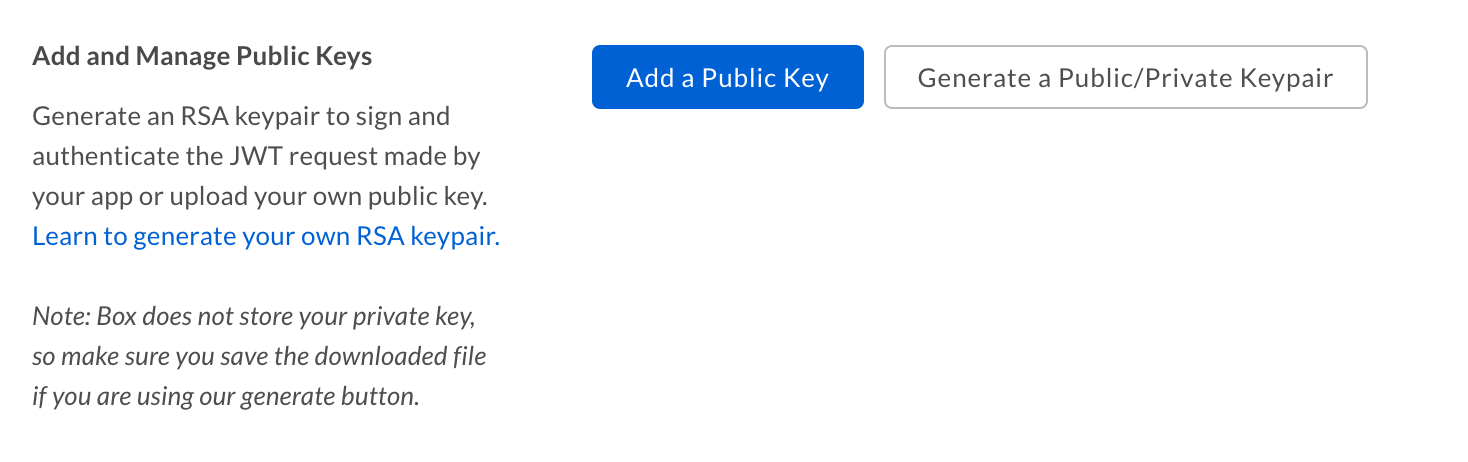 Add and Manage Public Keys
Generate an RSA keypair to sign and
authenticate the JWT request made by
your app or upload your own public key.
Learn to generate your own RSA keypair.
Note: Box does not store your private key,
so make sure you save the downloaded file
if you are using our generate button.
Add a Public Key
Generate a Public/Private Keypair